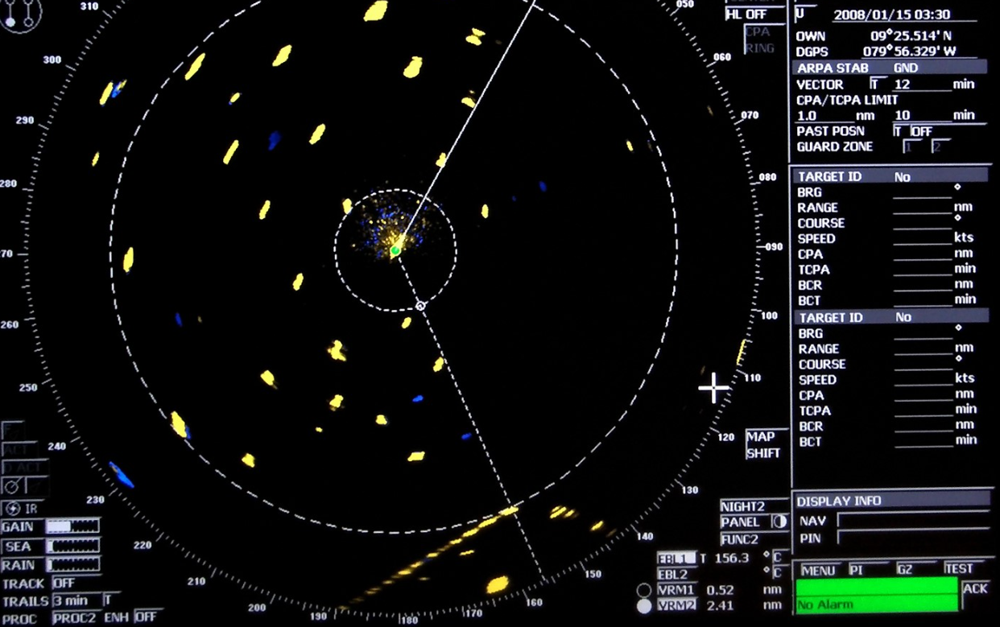 310
300
290
280
270
260
250
240
230
220
210
200
190
180
170
160
150
140
130
120
110
100
090
080
070
060
050
HL OFF
CPA
RING
U 2008/01/15 03:30
OWN 09°25.514' N
DGPS 079°56.329' W
ARPA STAB GND
VECTOR T 12 min
CPA/TCPA LIMIT
1.0 nm 10 min
PAST POSN T OFF
GUARD ZONE 1 2
TARGET ID No
BRG °
RANGE nm
COURSE °
SPEED kts
CPA nm
TCPA min
BCR nm
BCT min
TARGET ID No
BRG °
RANGE nm
COURSE °
SPEED kts
CPA nm
TCPA min
BCR nm
BCT min
MAP
SHIFT
DISPLAY INFO
NAV
PIN
NIGHT2
PANEL
FUNC2
EBL1 T 156.3 ° C
EBL2 ° C
VRM1 0.52 nm
VRM2 2.41 nm
MENU PI GZ TEST
No Alarm ACK
ACT
D ACT
IR
GAIN
SEA
RAIN
TRACK OFF
TRAILS 3 min T
PROC PROC2 ENH OFF